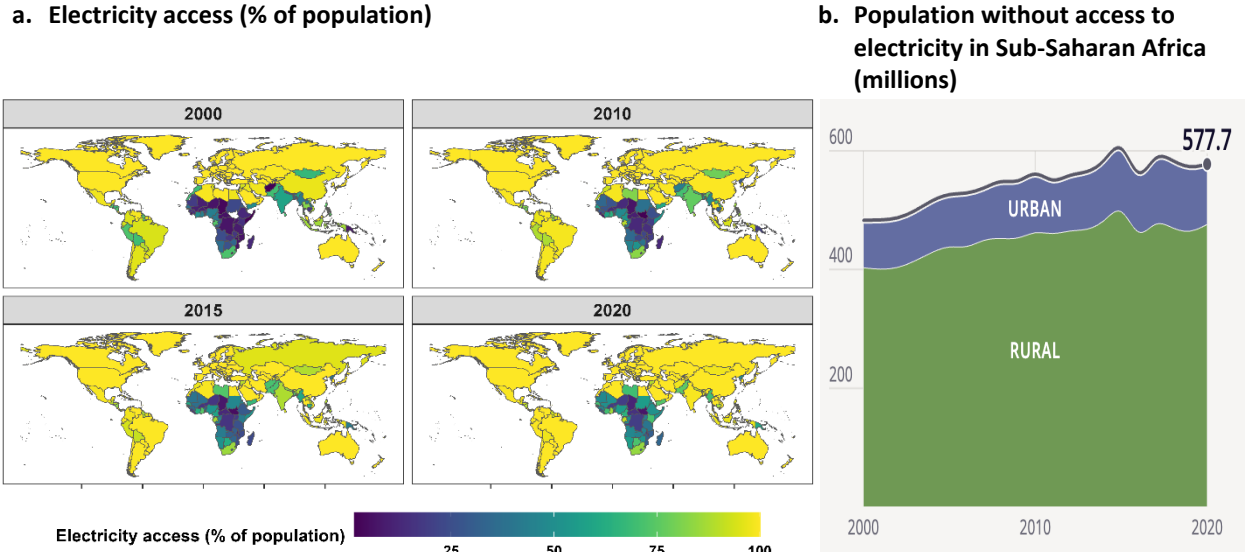 a. Electricity access (% of population)
2000
2010
2015
2020
Electricity access (% of population)
25
50
75
100
b. Population without access to
electricity in Sub-Saharan Africa
(millions)
600
577.7
URBAN
400
RURAL
200
2000
2010
2020